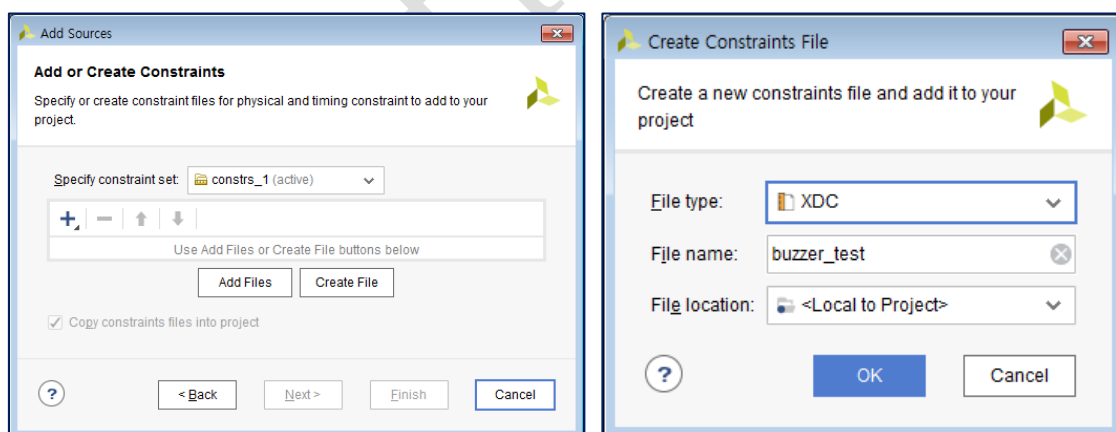 Add Sources
Add or Create Constraints
Specify or create constraint files for physical and timing constraint to add to your
project.
Specify constraint set: constrs_1 (active)
Use Add Files or Create File buttons below
Add Files Create File
Copy constraints files into project
? < Back Next > Finish Cancel
Create Constraints File
Create a new constraints file and add it to your
project
File type: XDC
File name: buzzer_test
File location: <Local to Project>
? OK Cancel